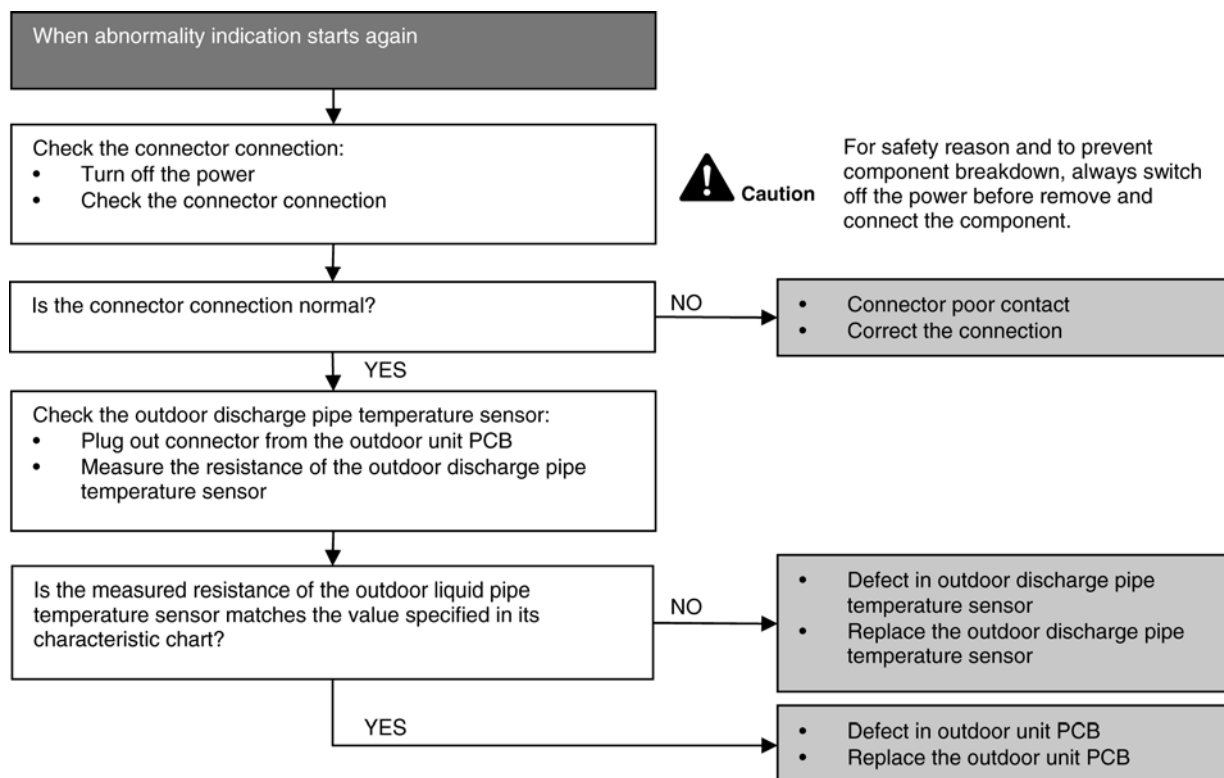 When abnormality indication starts again
Check the connector connection:
• Turn off the power
• Check the connector connection
Caution
For safety reason and to prevent
component breakdown, always switch
off the power before remove and
connect the component.
Is the connector connection normal?
NO
• Connector poor contact
• Correct the connection
YES
Check the outdoor discharge pipe temperature sensor:
• Plug out connector from the outdoor unit PCB
• Measure the resistance of the outdoor discharge pipe
temperature sensor
Is the measured resistance of the outdoor liquid pipe
temperature sensor matches the value specified in its
characteristic chart?
NO
• Defect in outdoor discharge pipe
temperature sensor
• Replace the outdoor discharge pipe
temperature sensor
YES
• Defect in outdoor unit PCB
• Replace the outdoor unit PCB